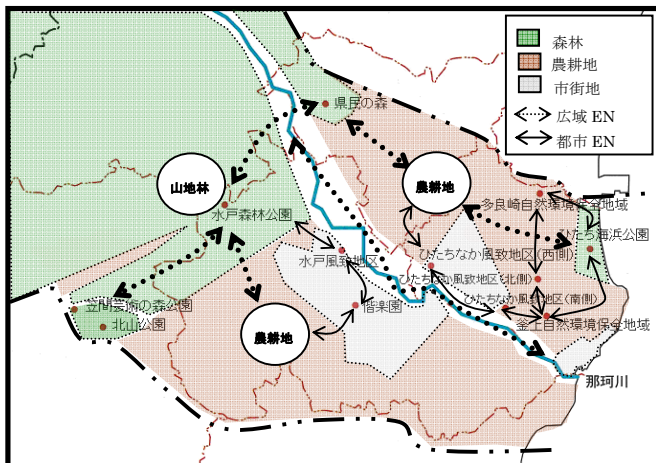 森林
農耕地
市街地
広域 EN
都市 EN
県民の森
山地林
農耕地
水戸森林公園
多良崎自然環境保全地域
ひたち海浜公園
水戸風致地区
ひたちなか風致地区(西側)
ひたちなか風致地区(北側)
ひたちなか風致地区(南側)
笠間芸術の森公園
北山公園
偕楽園
農耕地
釜上自然環境保全地域
那珂川